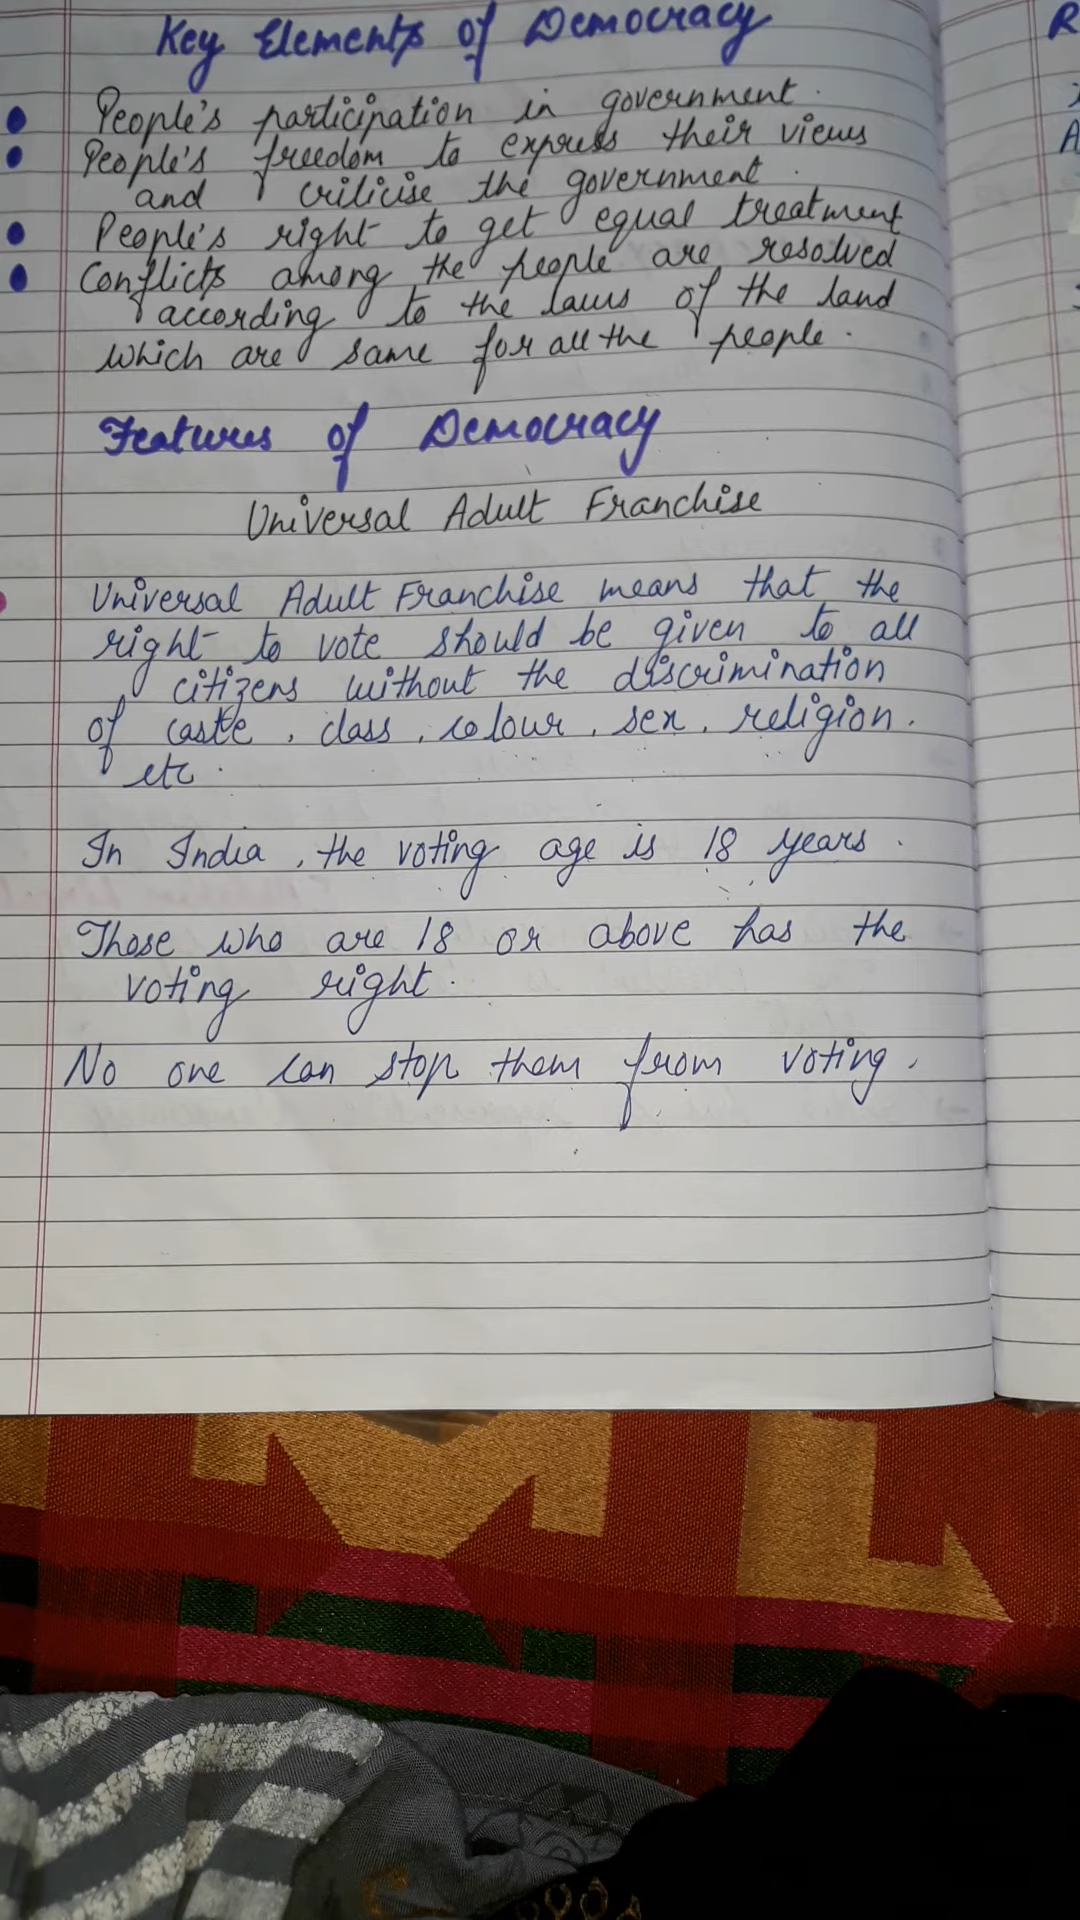 Key Elements of Democracy
People's participation in government.
People's freedom to express their views
and criticise the government.
People's right to get equal treatment
Conflicts among the people are resolved
according to the laws of the land
which are same for all the people.
Features of Democracy
Universal Adult Franchise
Universal Adult Franchise means that the
right to vote should be given to all
citizens without the discrimination
of caste, class, colour, sex, religion.
etc.
In India, the voting age is 18 years.
Those who are 18 or above has the
voting right.
No one can stop them from voting.
R
A